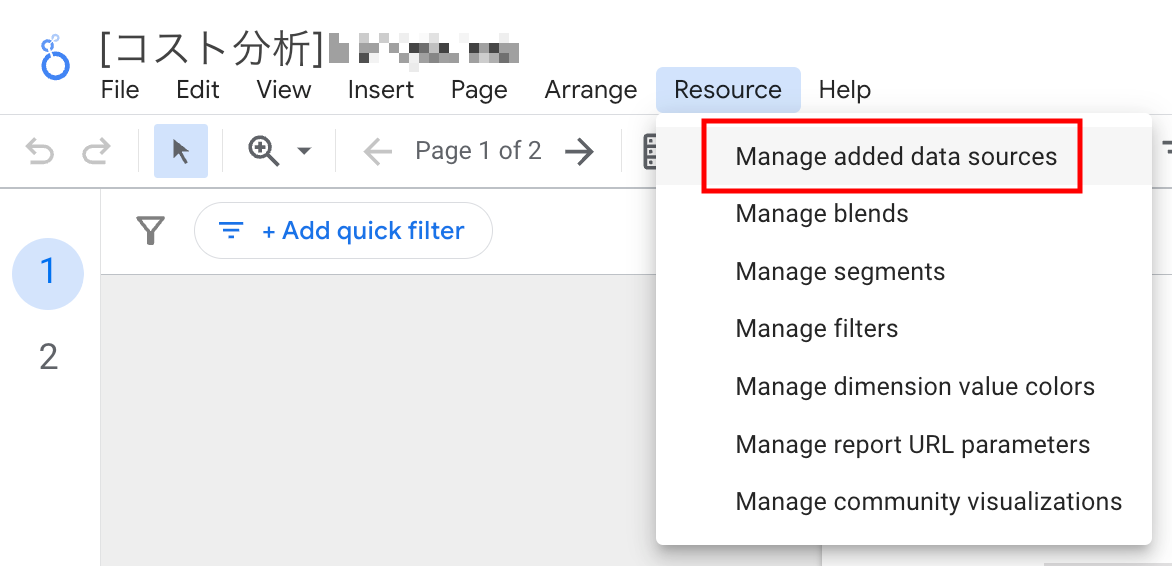 [コスト分析]
File Edit View Insert Page Arrange Resource Help
Page 1 of 2
Manage added data sources
+ Add quick filter
Manage blends
1
Manage segments
Manage filters
2
Manage dimension value colors
Manage report URL parameters
Manage community visualizations